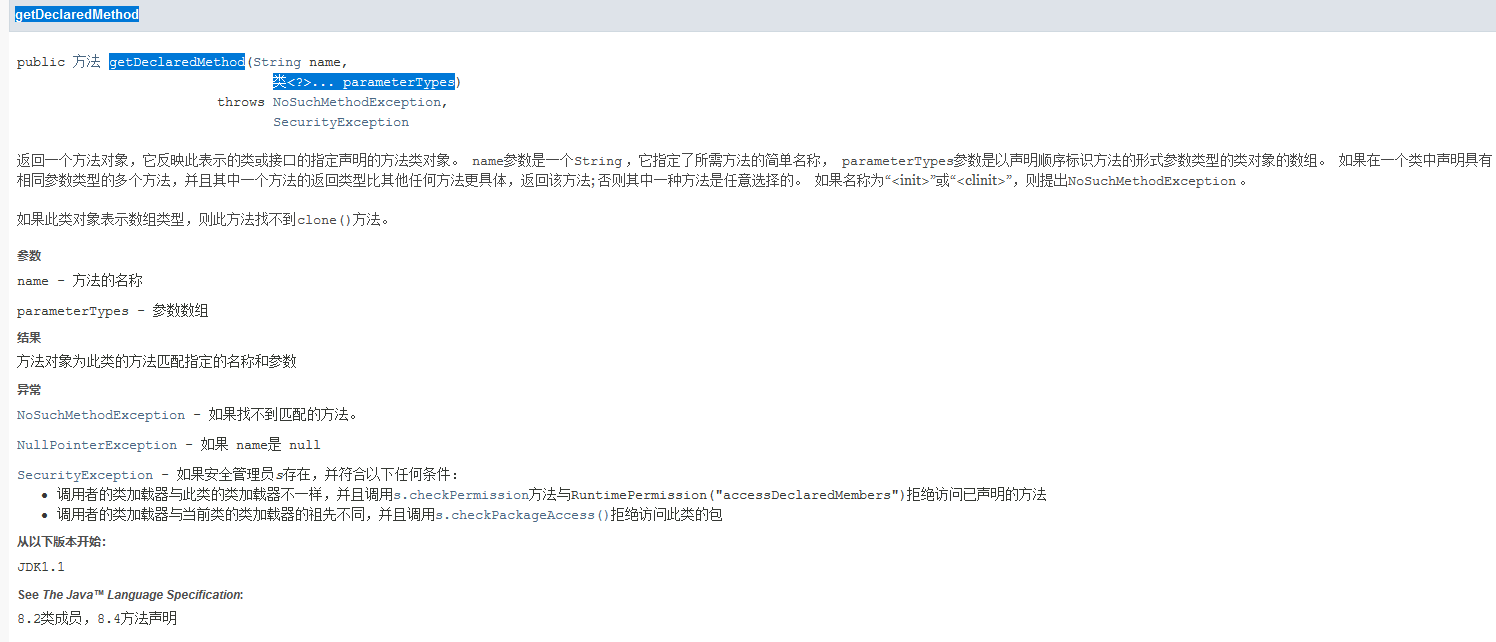 getDeclaredMethod
public 方法 getDeclaredMethod(String name,
类<?>... parameterTypes)
throws NoSuchMethodException,
SecurityException
返回一个方法对象，它反映此表示的类或接口的指定声明的方法类对象。 name参数是一个String ，它指定了所需方法的简单名称， parameterTypes参数是以声明顺序标识方法的形式参数类型的类对象的数组。 如果在一个类中声明具有
相同参数类型的多个方法，并且其中一个方法的返回类型比其他任何方法更具体，返回该方法;否则其中一种方法是任意选择的。 如果名称为“<init>”或“<clinit>”，则提出NoSuchMethodException 。
如果此类对象表示数组类型，则此方法找不到clone()方法。
参数
name - 方法的名称
parameterTypes - 参数数组
结果
方法对象为此类的方法匹配指定的名称和参数
异常
NoSuchMethodException - 如果找不到匹配的方法。
NullPointerException - 如果 name是 null
SecurityException - 如果安全管理员s存在，并符合以下任何条件：
• 调用者的类加载器与此类的类加载器不一样，并且调用s.checkPermission方法与RuntimePermission("accessDeclaredMembers")拒绝访问已声明的方法
• 调用者的类加载器与当前类的类加载器的祖先不同，并且调用s.checkPackageAccess()拒绝访问此类的包
从以下版本开始：
JDK1.1
See The Java™ Language Specification:
8.2类成员，8.4方法声明